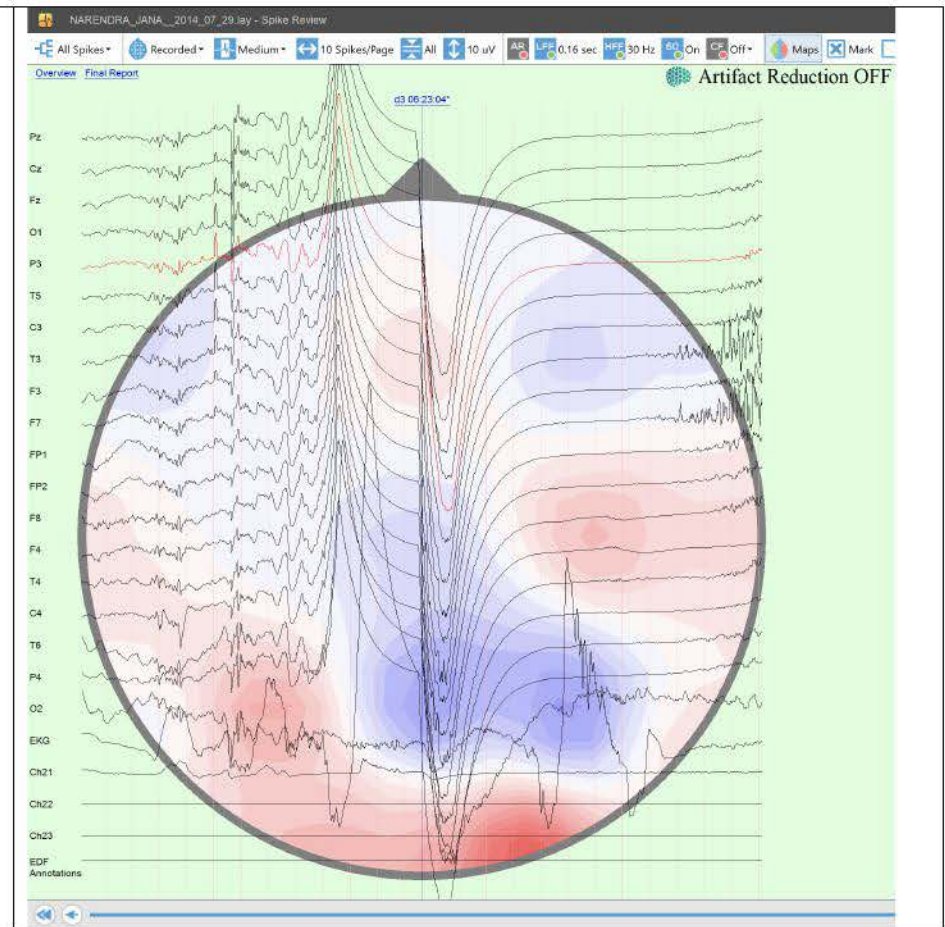 NARENDRA_JANA__2014_07_29.lay - Spike Review
All Spikes Recorded Medium 10 Spikes/Page All 10 uV AR LFF 0.16 sec HFF 30 Hz 60 On CF Off Maps Mark
Overview Final Report
Artifact Reduction OFF
d3 06:23:04"
Pz
Cz
Fz
O1
P3
T5
C3
T3
F3
F7
FP1
FP2
F8
F4
T4
C4
T6
P4
O2
EKG
Ch21
Ch22
Ch23
EDF
Annotations